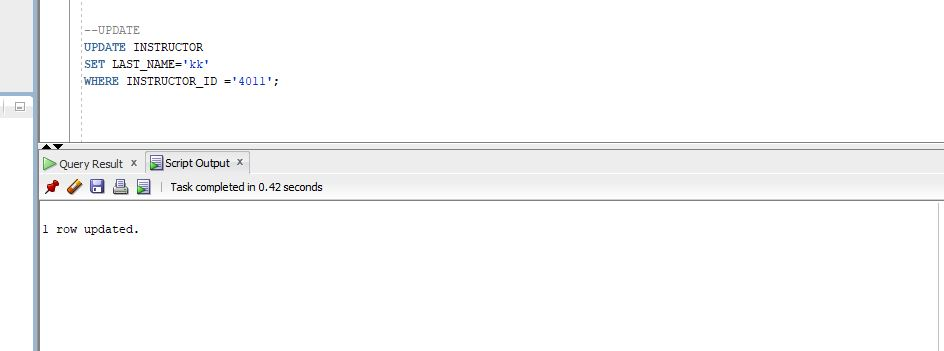 --UPDATE
UPDATE INSTRUCTOR
SET LAST_NAME='kk'
WHERE INSTRUCTOR_ID ='4011';
Query Result x Script Output x
Task completed in 0.42 seconds
1 row updated.